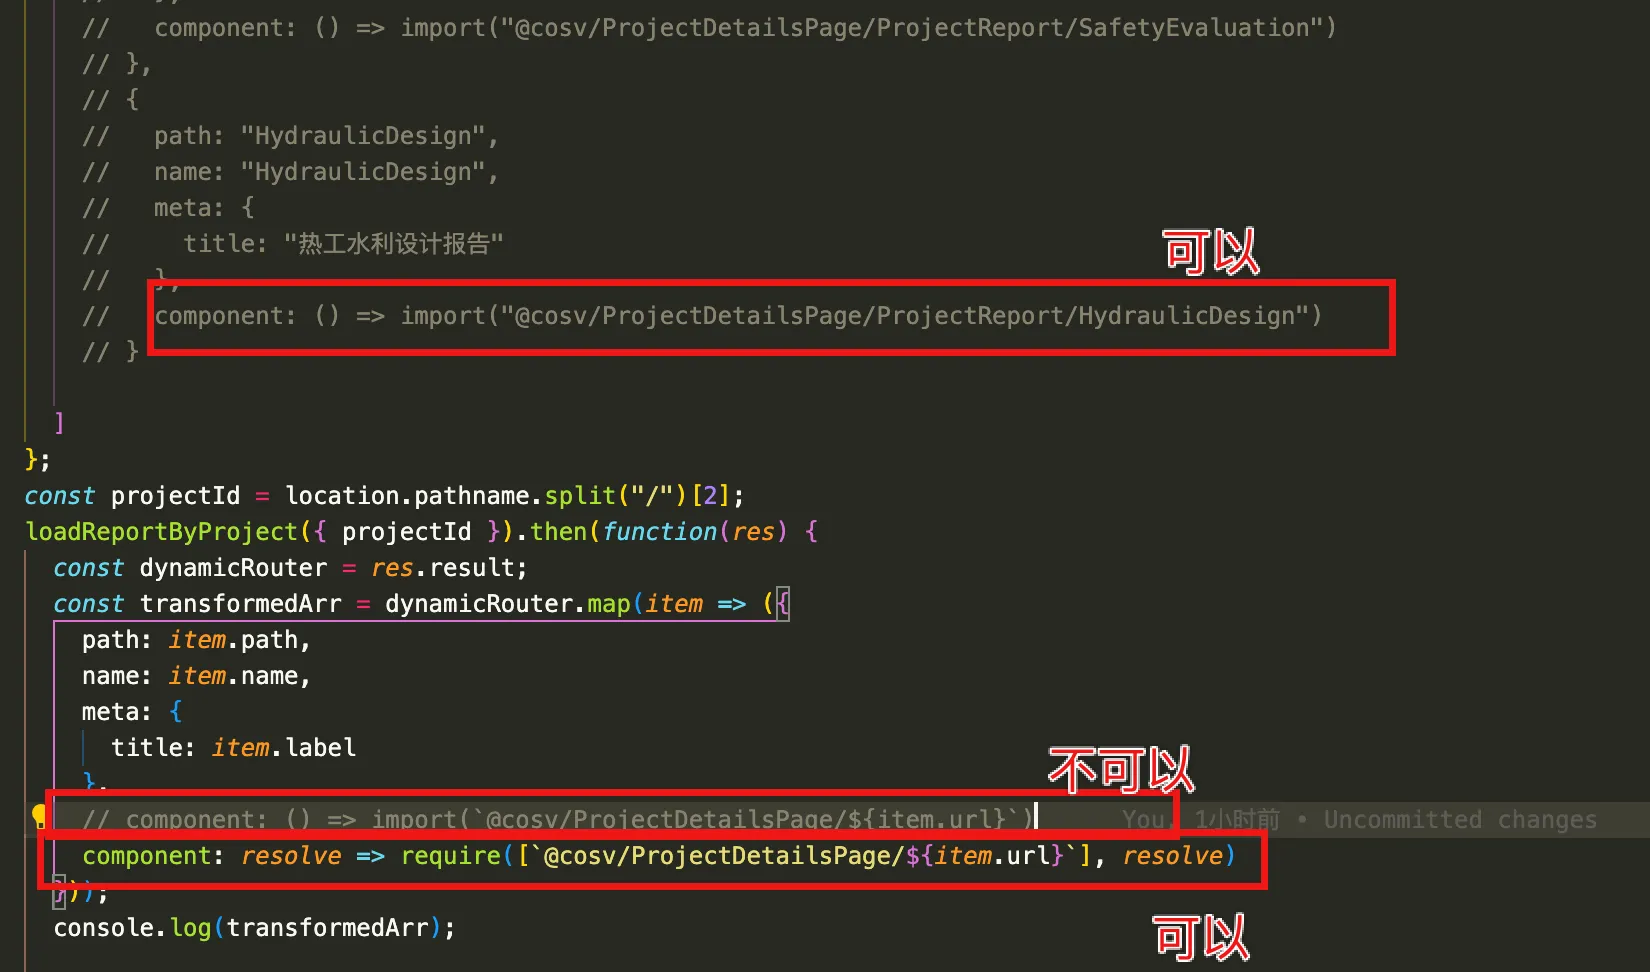 //   component: () => import("@cosv/ProjectDetailsPage/ProjectReport/SafetyEvaluation")
// },
// {
//   path: "HydraulicDesign",
//   name: "HydraulicDesign",
//   meta: {
//     title: "热工水利设计报告"
可以
//   },
//   component: () => import("@cosv/ProjectDetailsPage/ProjectReport/HydraulicDesign")
// }
]
};
const projectId = location.pathname.split("/")[2];
loadReportByProject({ projectId }).then(function(res) {
const dynamicRouter = res.result;
const transformedArr = dynamicRouter.map(item => ({
path: item.path,
name: item.name,
meta: {
title: item.label
不可以
},
// component: () => import(`@cosv/ProjectDetailsPage/${item.url}`)    You, 1小时前 • Uncommitted changes
component: resolve => require([`@cosv/ProjectDetailsPage/${item.url}`], resolve)
}));
console.log(transformedArr);
可以